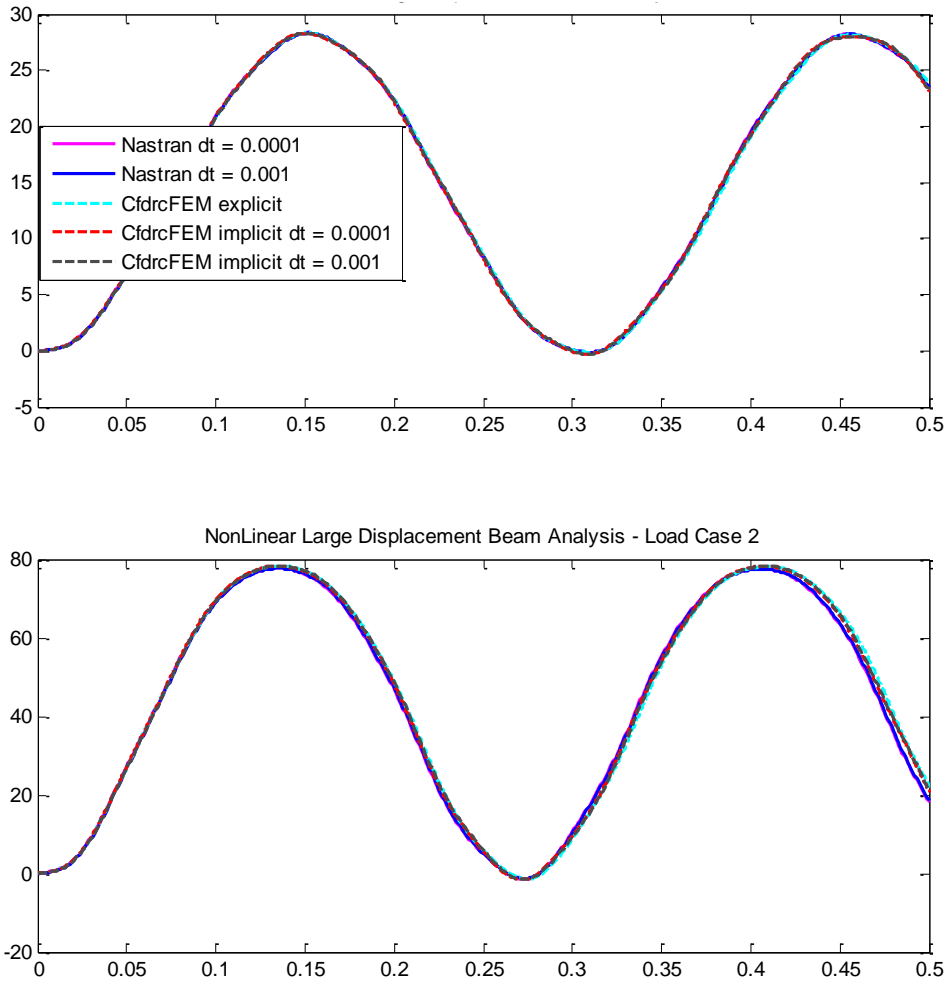 30
25
20
15
10
5
0
-5
Nastran dt = 0.0001
Nastran dt = 0.001
CfdrcFEM explicit
CfdrcFEM implicit dt = 0.0001
CfdrcFEM implicit dt = 0.001
0 0.05 0.1 0.15 0.2 0.25 0.3 0.35 0.4 0.45 0.5
NonLinear Large Displacement Beam Analysis - Load Case 2
80
60
40
20
0
-20
0 0.05 0.1 0.15 0.2 0.25 0.3 0.35 0.4 0.45 0.5